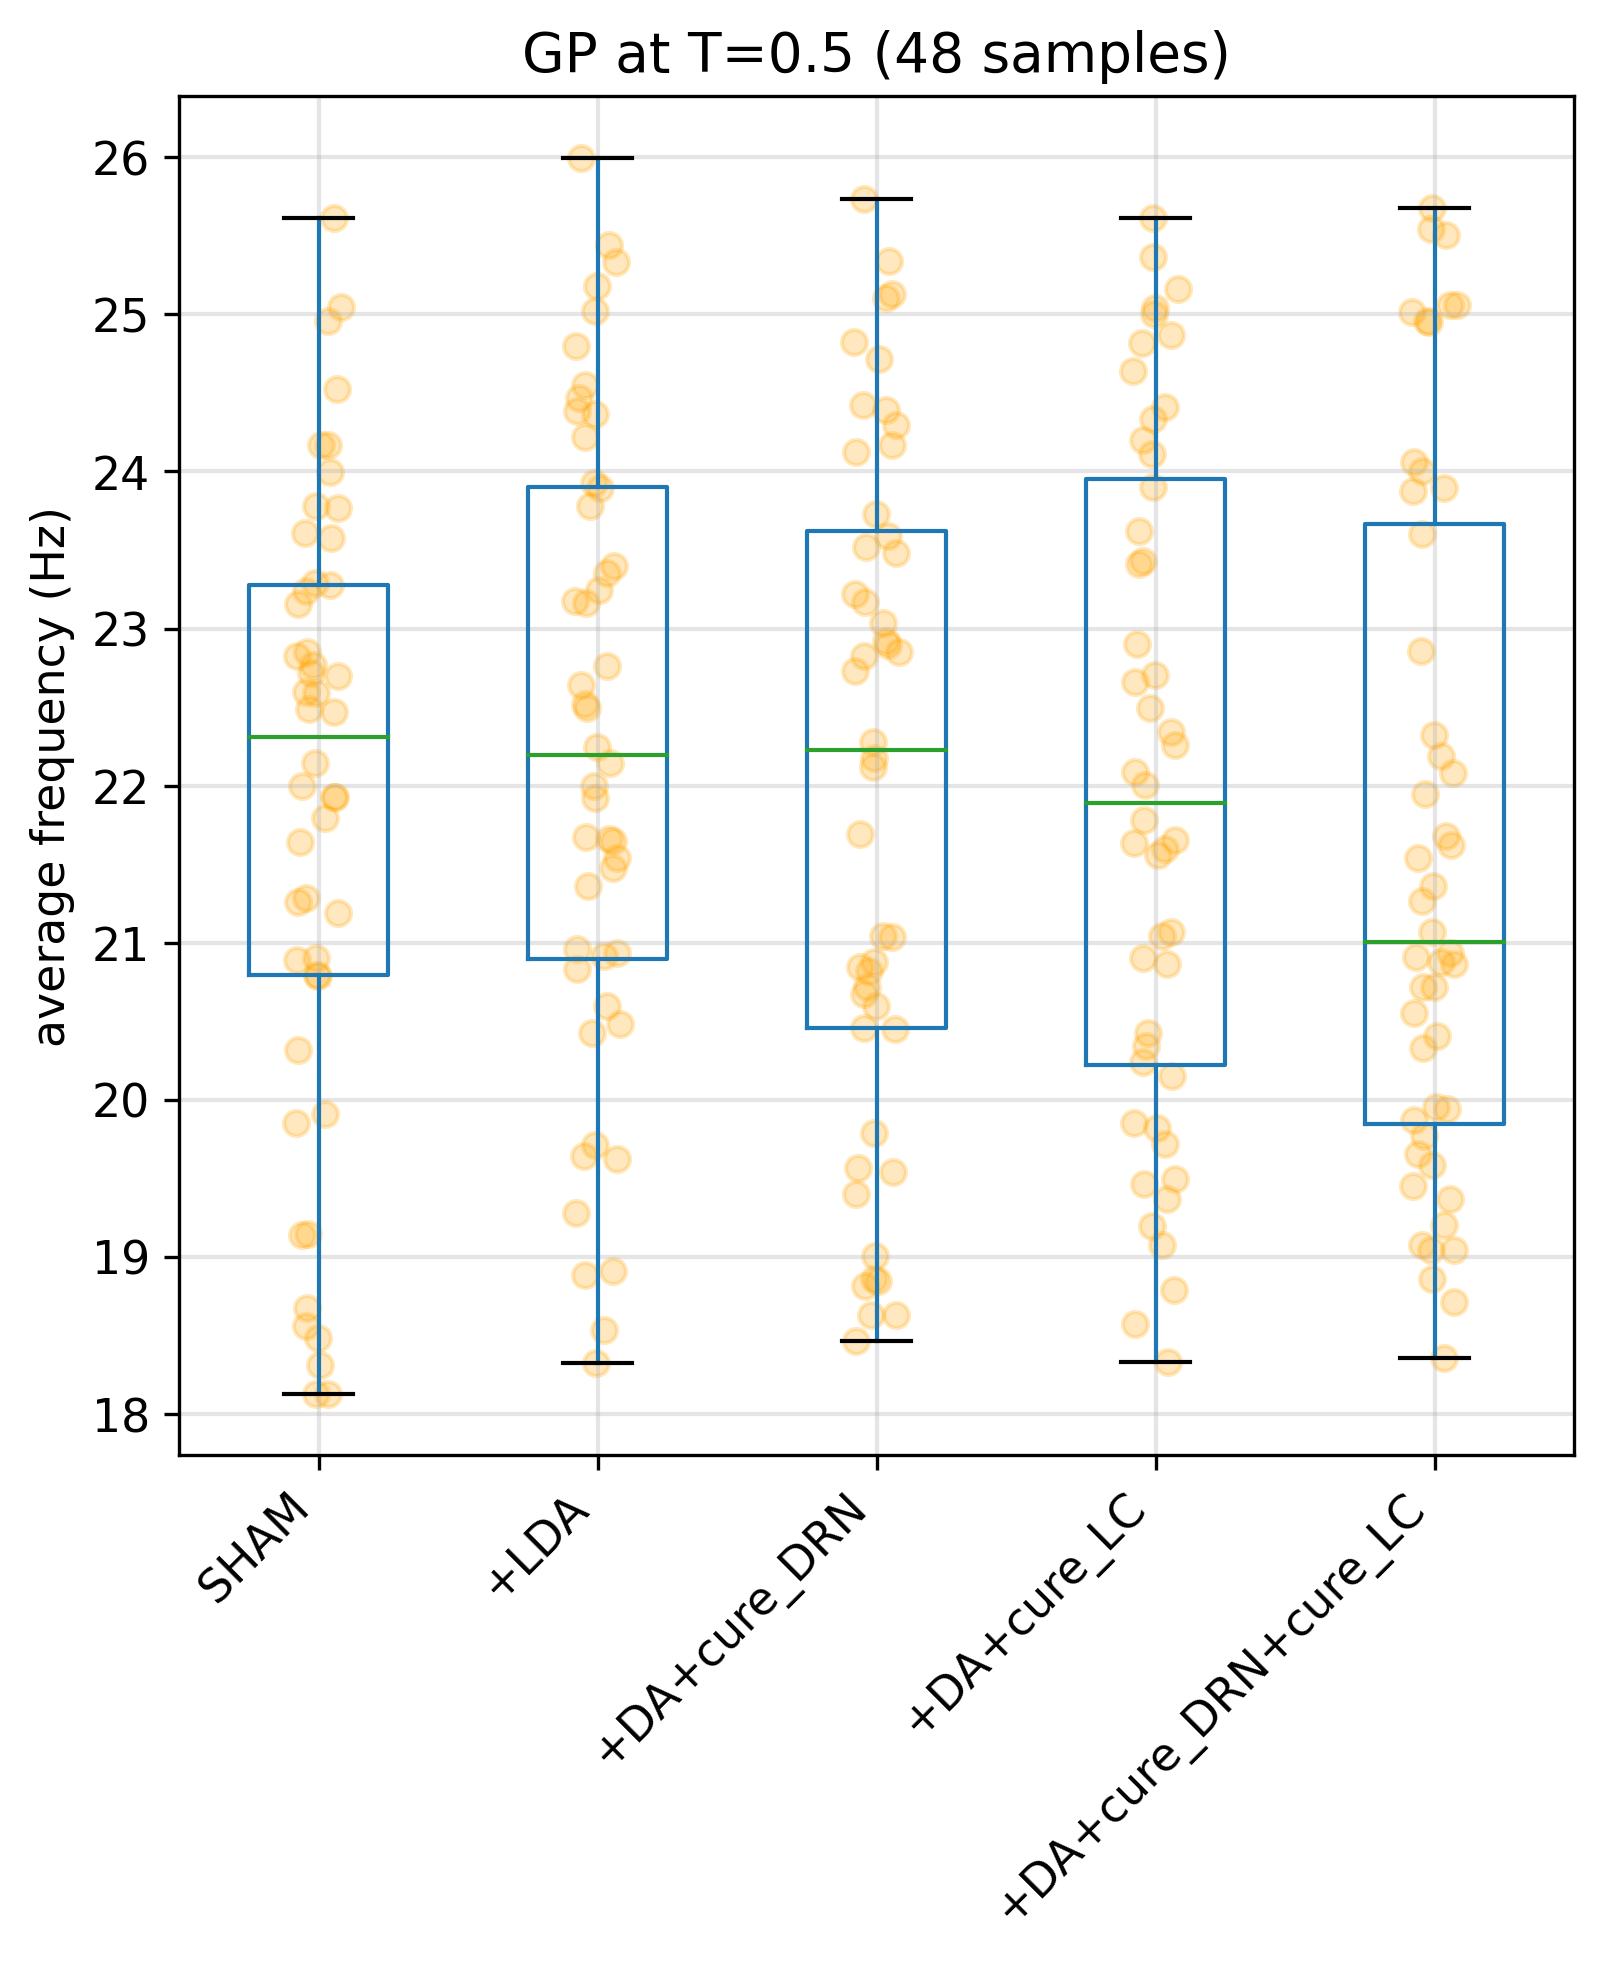 GP at T=0.5 (48 samples)
average frequency (Hz)
26
25
24
23
22
21
20
19
18
SHAM
+LDA
+DA+cure_DRN
+DA+cure_LC
+DA+cure_DRN+cure_LC